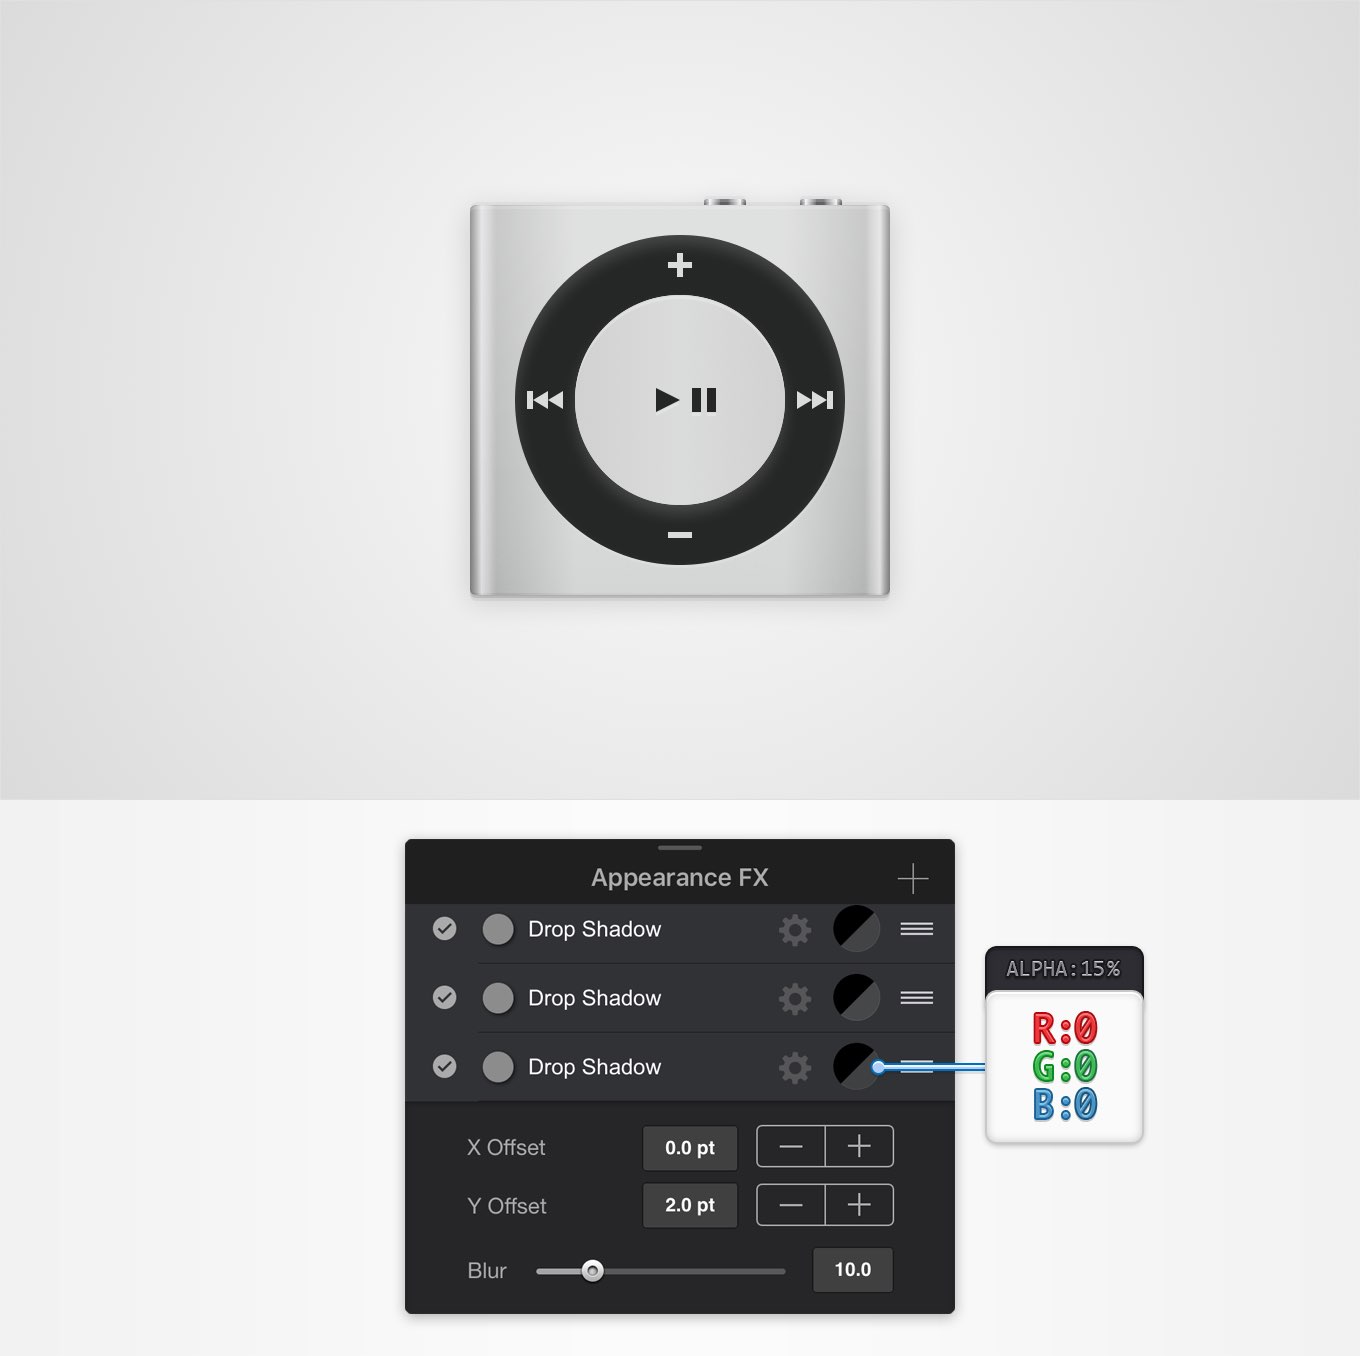 Appearance FX
Drop Shadow
Drop Shadow
Drop Shadow
ALPHA:15%
R:0
G:0
B:0
X Offset 0.0 pt
Y Offset 2.0 pt
Blur 10.0